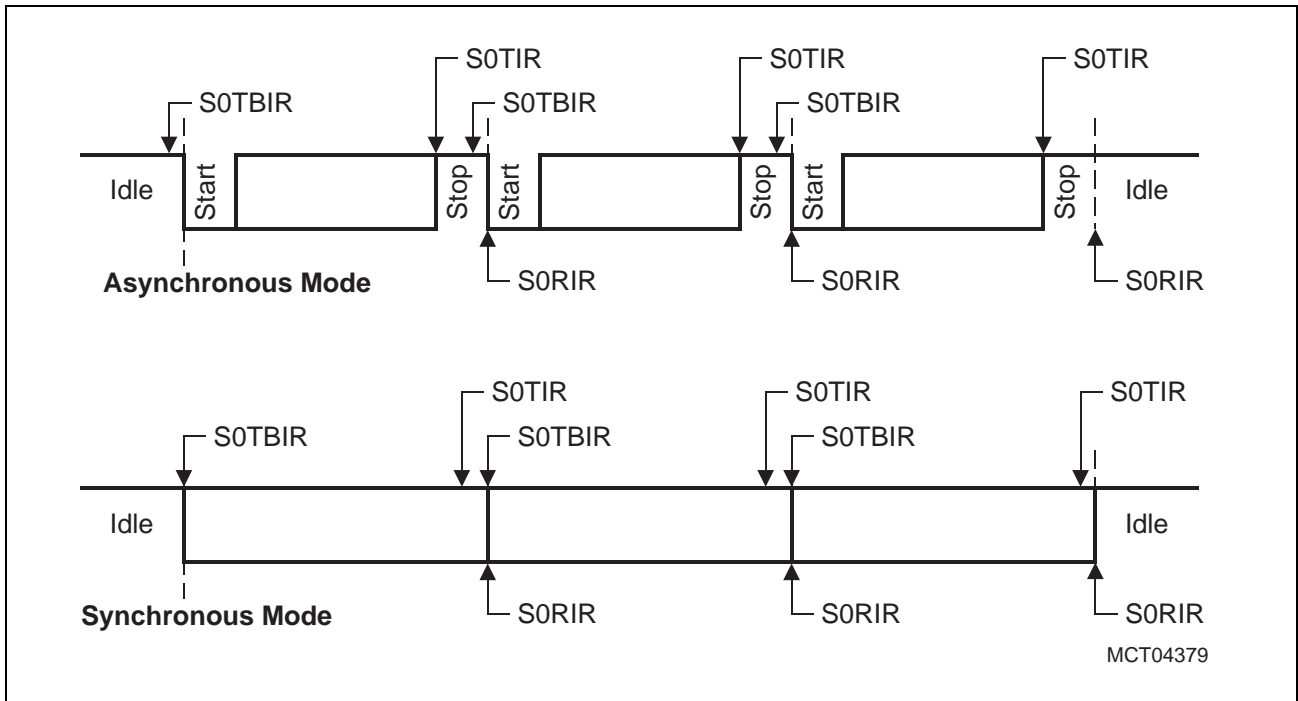 S0TIR S0TIR S0TIR
S0TBIR S0TBIR S0TBIR
Idle Start Stop Start Stop Start Stop Idle
Asynchronous Mode S0RIR S0RIR S0RIR
S0TIR S0TIR S0TIR
S0TBIR S0TBIR S0TBIR
Idle Idle
Synchronous Mode S0RIR S0RIR S0RIR
MCT04379